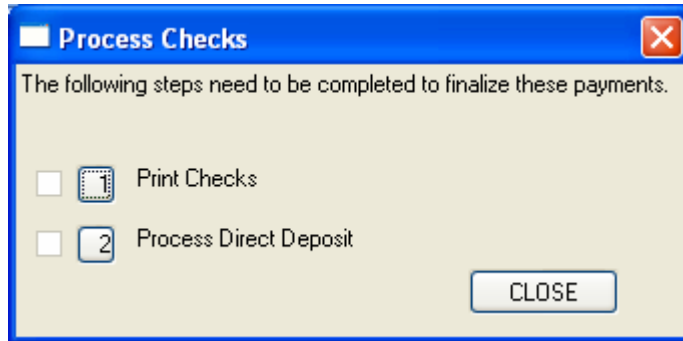 Process Checks
The following steps need to be completed to finalize these payments.
1 Print Checks
2 Process Direct Deposit
CLOSE